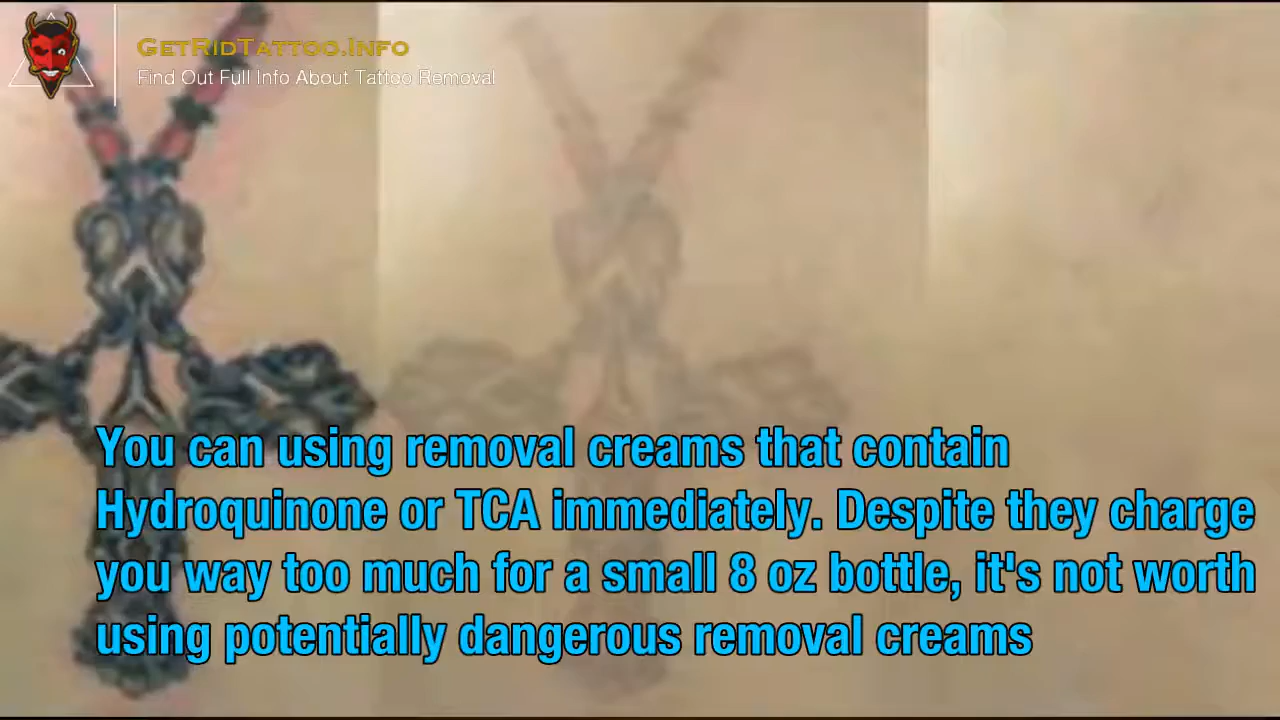 GetRidTattoo.Info
Find Out Full Info About Tattoo Removal
You can using removal creams that contain
Hydroquinone or TCA immediately. Despite they charge
you way too much for a small 8 oz bottle, it's not worth
using potentially dangerous removal creams